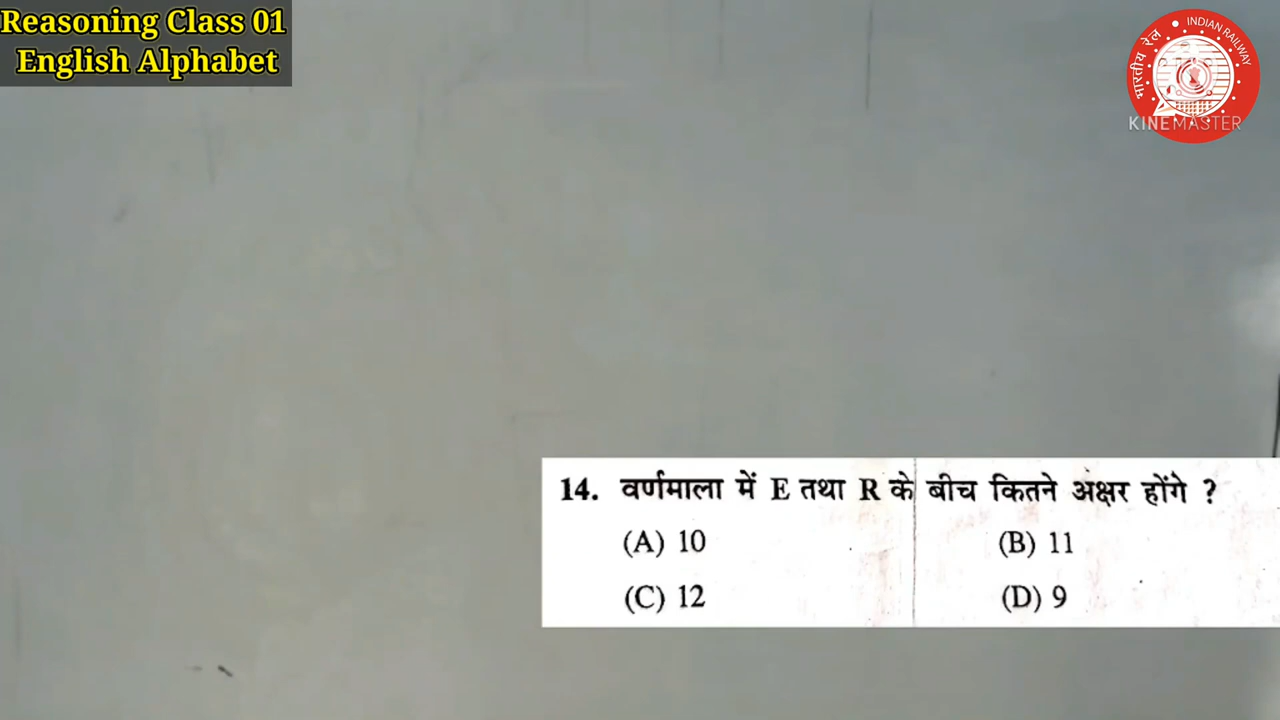 Reasoning Class 01
English Alphabet
भारतीय रेल
INDIAN RAILWAY
KINEMASTER
14. वर्णमाला में E तथा R के बीच कितने अक्षर होंगे ?
(A) 10
(B) 11
(C) 12
(D) 9